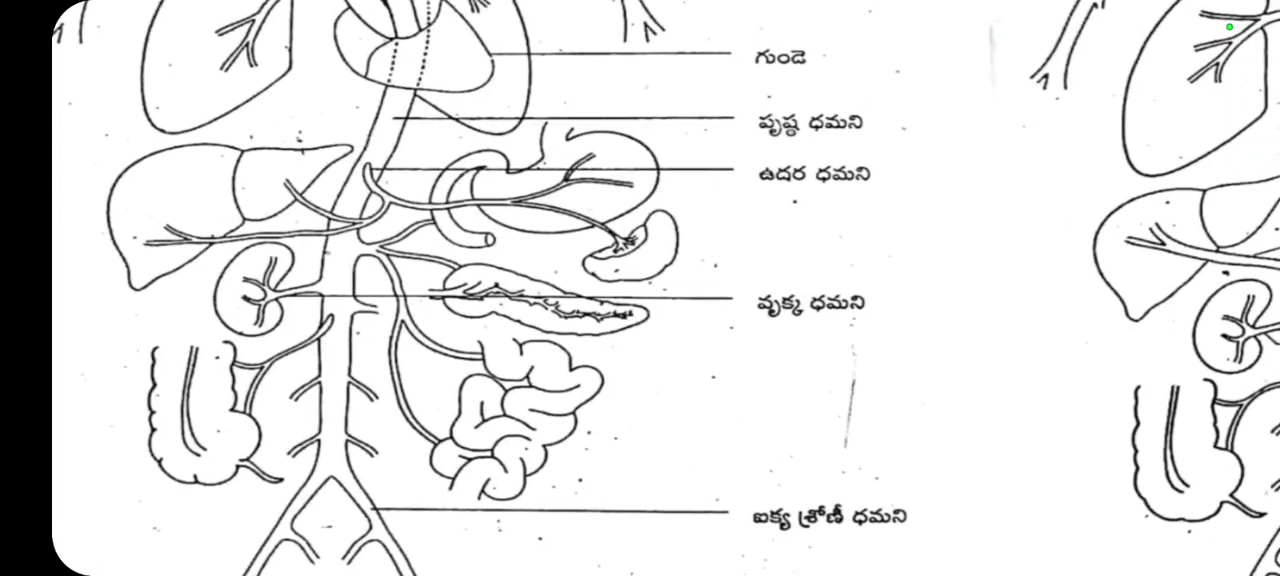 గుండె
పృష్ఠ ధమని
ఉదర ధమని
వృక్క ధమని
ఐక్య శ్రోణీ ధమని